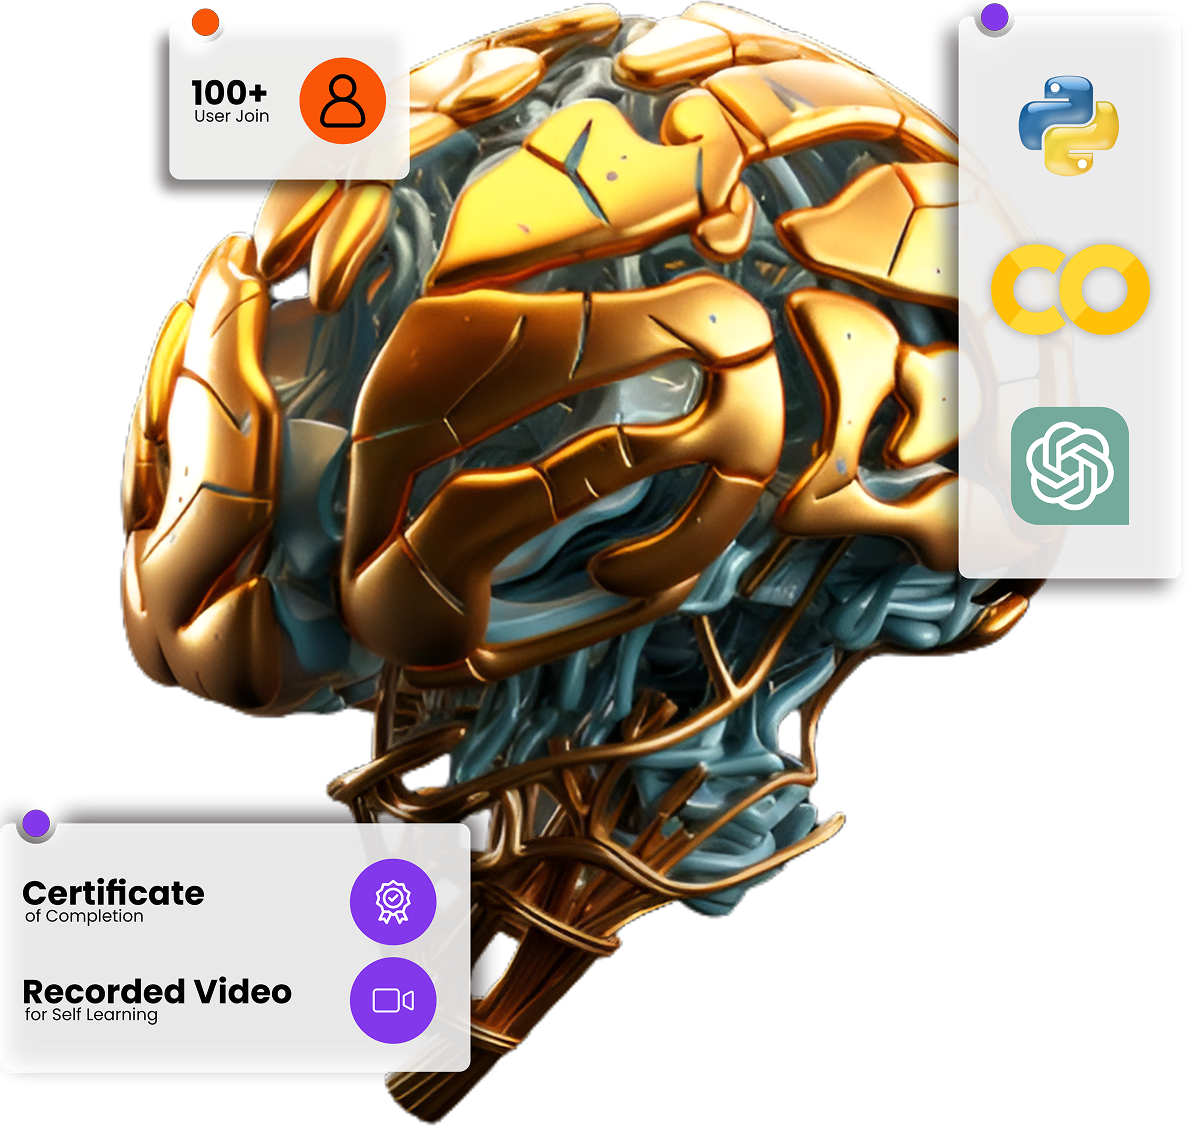 100+
User Join
Certificate
of Completion
Recorded Video
for Self Learning